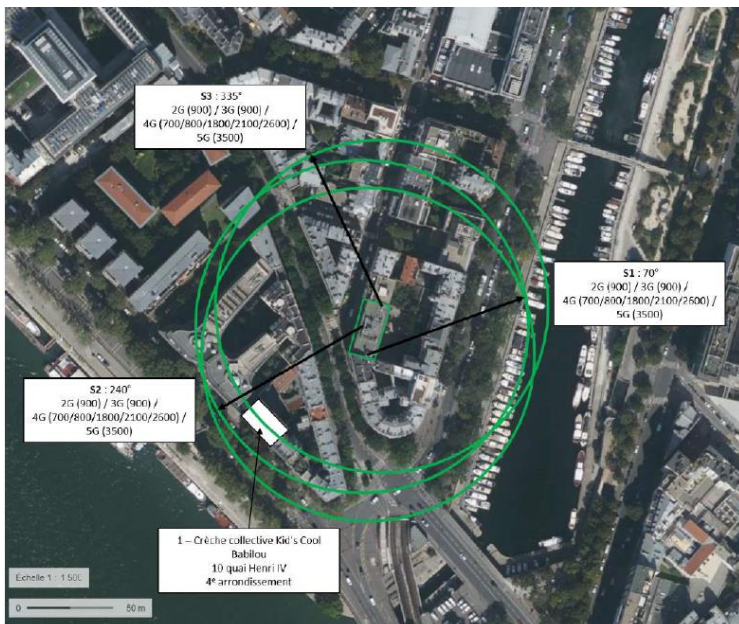 S3 : 335°
2G (900) / 3G (900) /
4G (700/800/1800/2100/2600) /
5G (3500)
S1 : 70°
2G (900) / 3G (900) /
4G (700/800/1800/2100/2600) /
5G (3500)
S2 : 240°
2G (900) / 3G (900) /
4G (700/800/1800/2100/2600) /
5G (3500)
1 – Crèche collective Kid's Cool
Babilou
10 quai Henri IV
4e arrondissement
Échelle 1 : 1 500
0 50 m